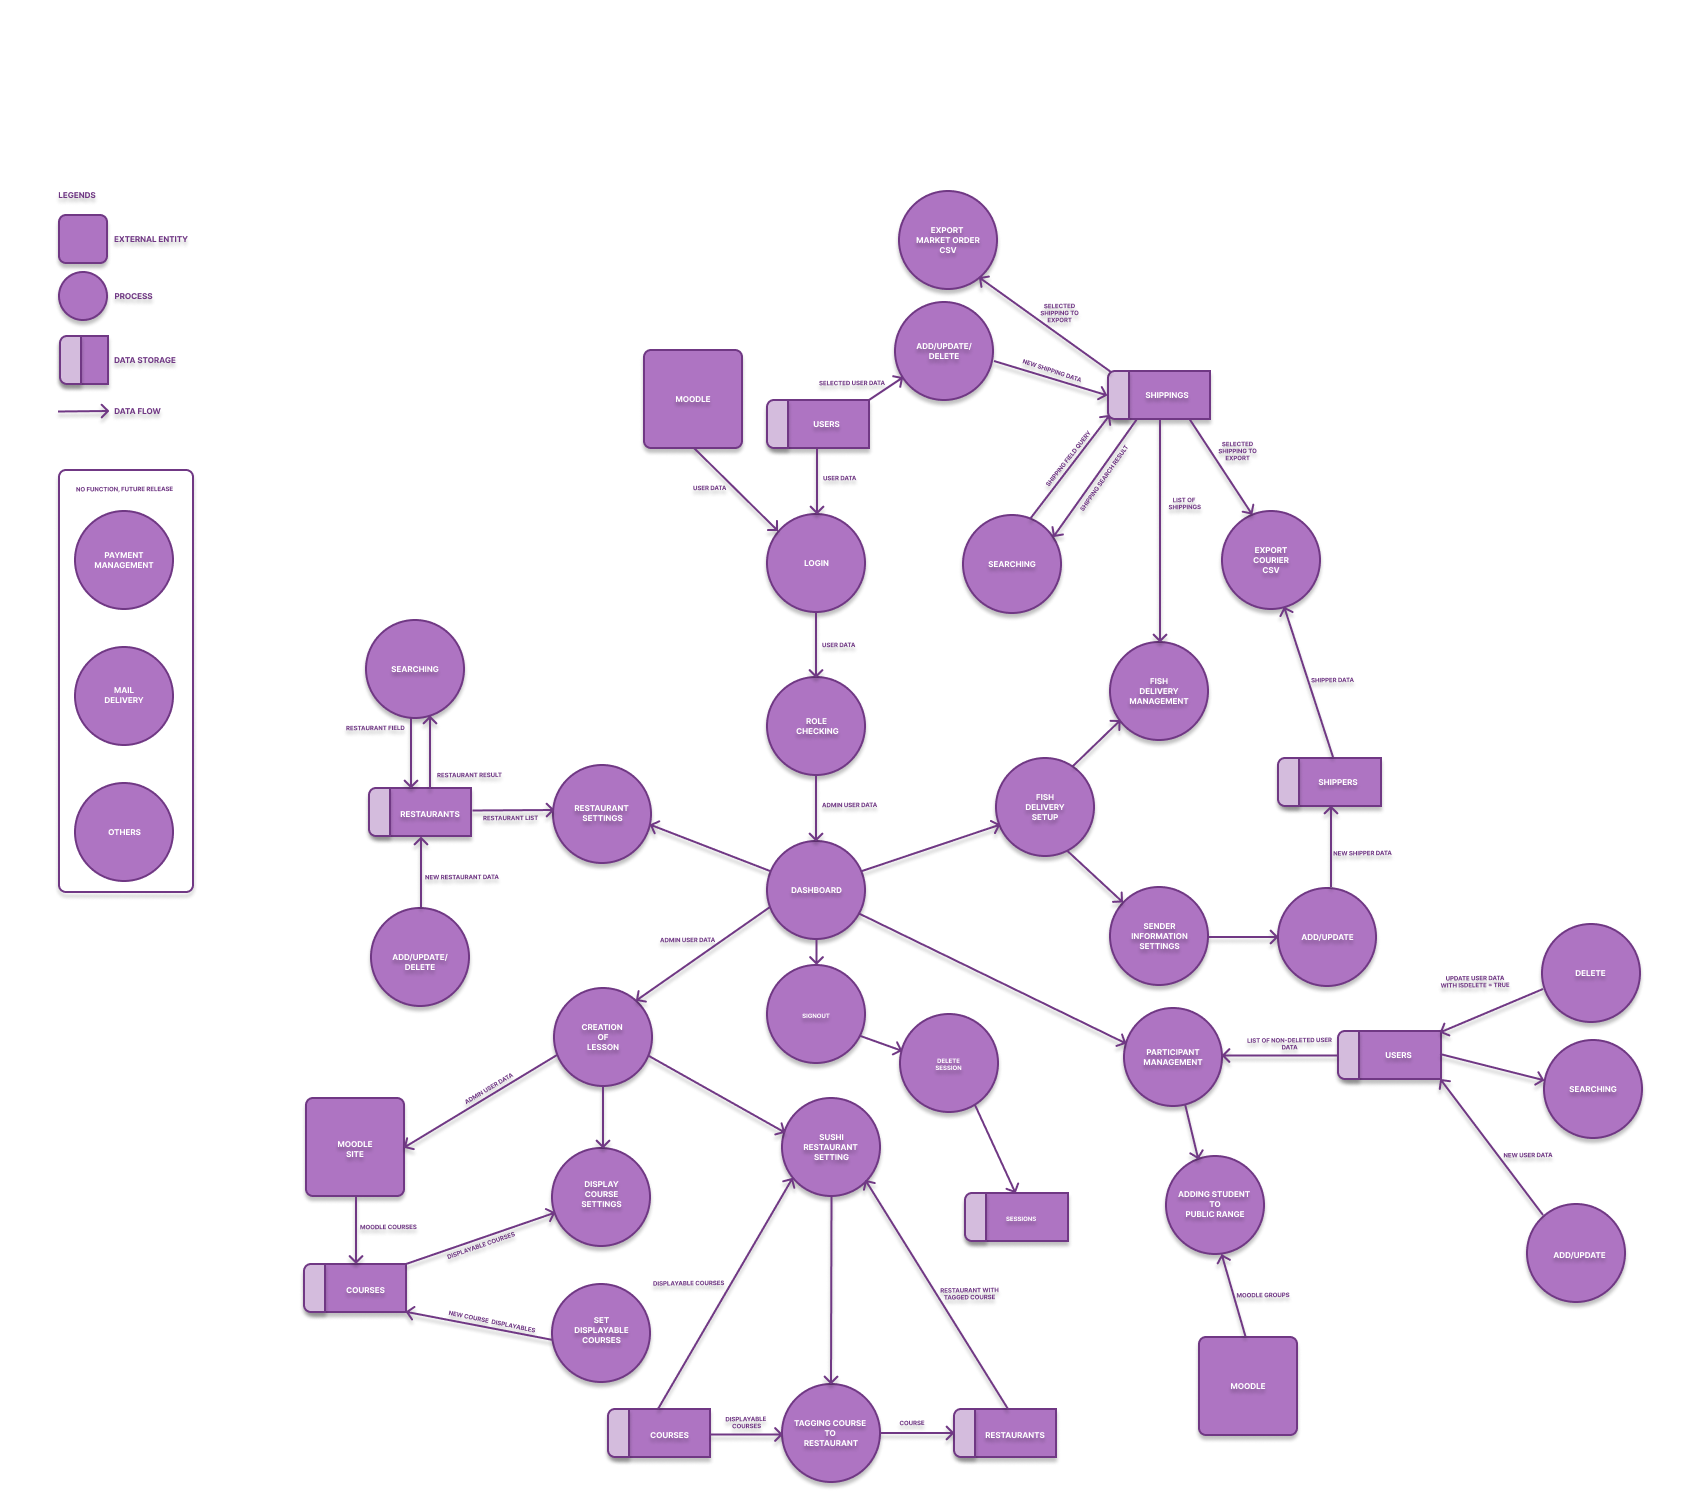 LEGENDS
EXTERNAL ENTITY
PROCESS
DATA STORAGE
DATA FLOW
NO FUNCTION, FUTURE RELEASE
PAYMENT
MANAGEMENT
MAIL
DELIVERY
OTHERS
EXPORT
MARKET ORDER
CSV
SELECTED
SHIPPING TO
EXPORT
ADD/UPDATE/
DELETE
NEW SHIPPING DATA
SHIPPINGS
MOODLE
SELECTED USER DATA
USERS
USER DATA
USER DATA
SHIPPING FIELD QUERY
SHIPPING SEARCH RESULT
SELECTED
SHIPPING TO
EXPORT
LIST OF
SHIPPINGS
LOGIN
SEARCHING
EXPORT
COURIER
CSV
USER DATA
SEARCHING
RESTAURANT FIELD
RESTAURANT RESULT
ROLE
CHECKING
FISH
DELIVERY
MANAGEMENT
SHIPPER DATA
RESTAURANTS
RESTAURANT LIST
RESTAURANT
SETTINGS
ADMIN USER DATA
FISH
DELIVERY
SETUP
SHIPPERS
NEW RESTAURANT DATA
DASHBOARD
NEW SHIPPER DATA
ADD/UPDATE/
DELETE
ADMIN USER DATA
SENDER
INFORMATION
SETTINGS
ADD/UPDATE
DELETE
UPDATE USER DATA
WITH ISDELETE = TRUE
CREATION
OF
LESSON
SIGNOUT
DELETE
SESSION
PARTICIPANT
MANAGEMENT
LIST OF NON-DELETED USER
DATA
USERS
SEARCHING
ADMIN USER DATA
MOODLE
SITE
SUSHI
RESTAURANT
SETTING
NEW USER DATA
DISPLAY
COURSE
SETTINGS
ADDING STUDENT
TO
PUBLIC RANGE
SESSIONS
MOODLE COURSES
DISPLAYABLE COURSES
ADD/UPDATE
COURSES
DISPLAYABLE COURSES
RESTAURANT WITH
TAGGED COURSE
MOODLE GROUPS
NEW COURSE DISPLAYABLES
SET
DISPLAYABLE
COURSES
MOODLE
COURSES
DISPLAYABLE
COURSES
TAGGING COURSE
TO
RESTAURANT
COURSE
RESTAURANTS